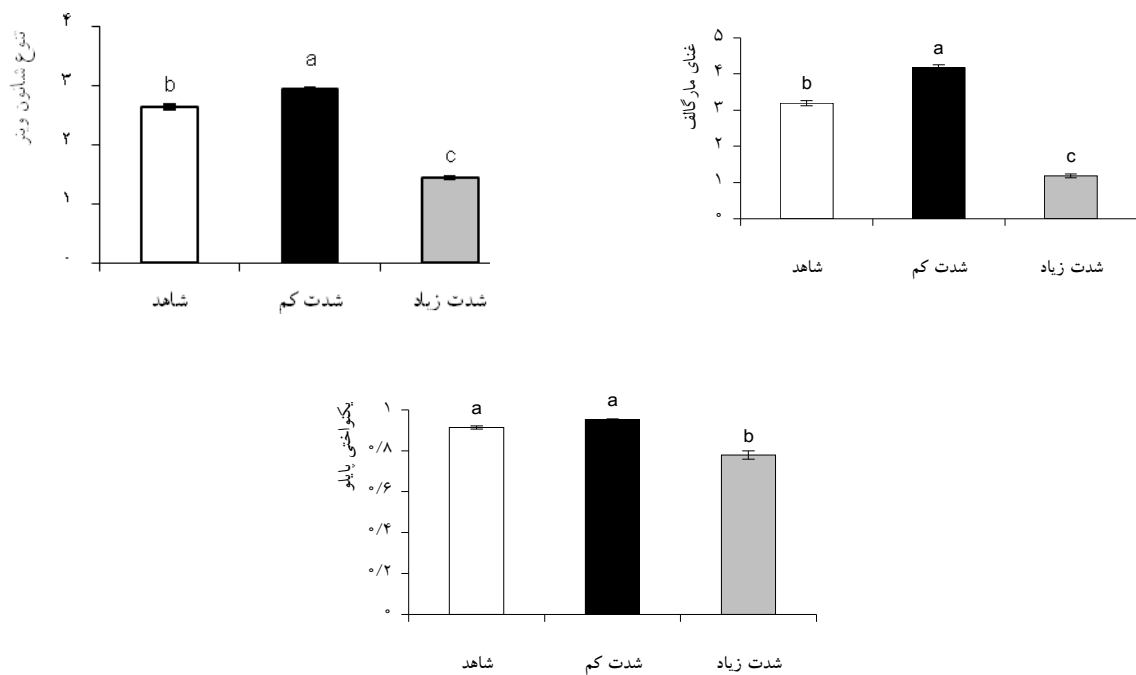 تنوع شانون وینر
۴
۳
۲
۱
۰
b
a
c
شاهد
شدت کم
شدت زیاد
غنای مارگالف
۵
۴
۳
۲
۱
۰
b
a
c
شاهد
شدت کم
شدت زیاد
یکنواختی پایلو
۱
۰/۸
۰/۶
۰/۴
۰/۲
۰
a
a
b
شاهد
شدت کم
شدت زیاد